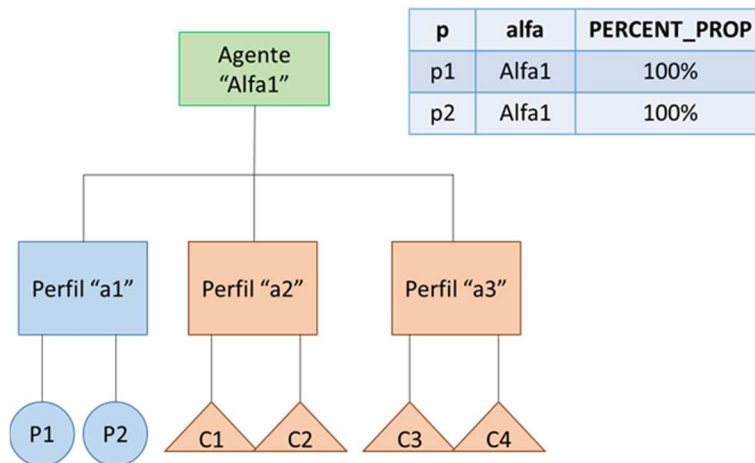 Agente
“Alfa1”
p alfa PERCENT_PROP
p1 Alfa1 100%
p2 Alfa1 100%
Perfil “a1” Perfil “a2” Perfil “a3”
P1 P2 C1 C2 C3 C4